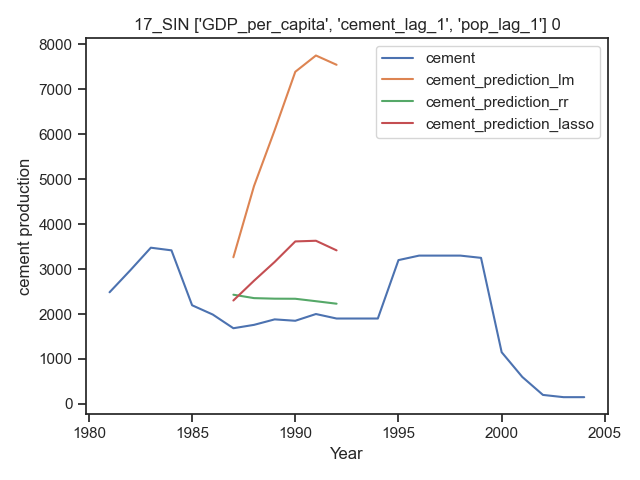 17_SIN ['GDP_per_capita', 'cement_lag_1', 'pop_lag_1'] 0
8000
7000
6000
5000
4000
3000
2000
1000
0
cement production
cement
cement_prediction_lm
cement_prediction_rr
cement_prediction_lasso
1980
1985
1990
1995
2000
2005
Year